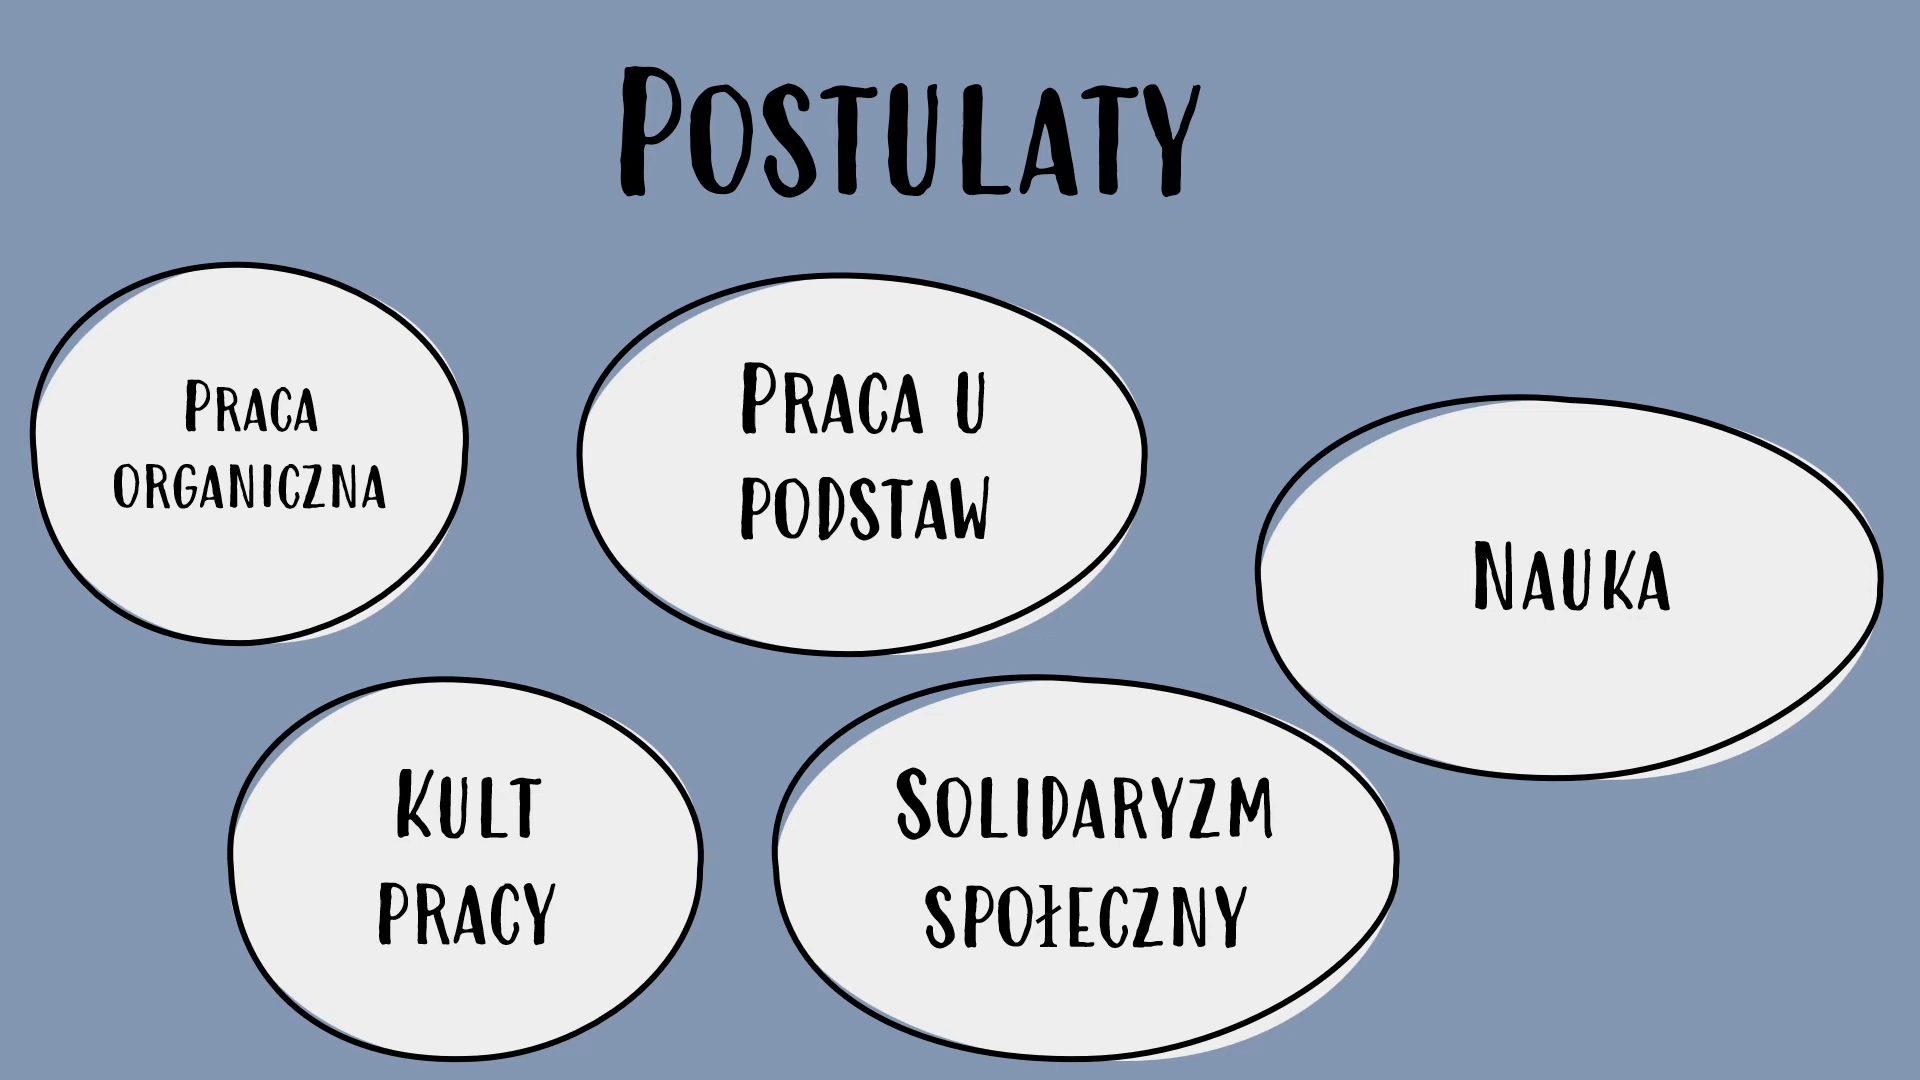 Postulaty
Praca
organiczna
Praca u
podstaw
Nauka
Kult
pracy
Solidaryzm
społeczny